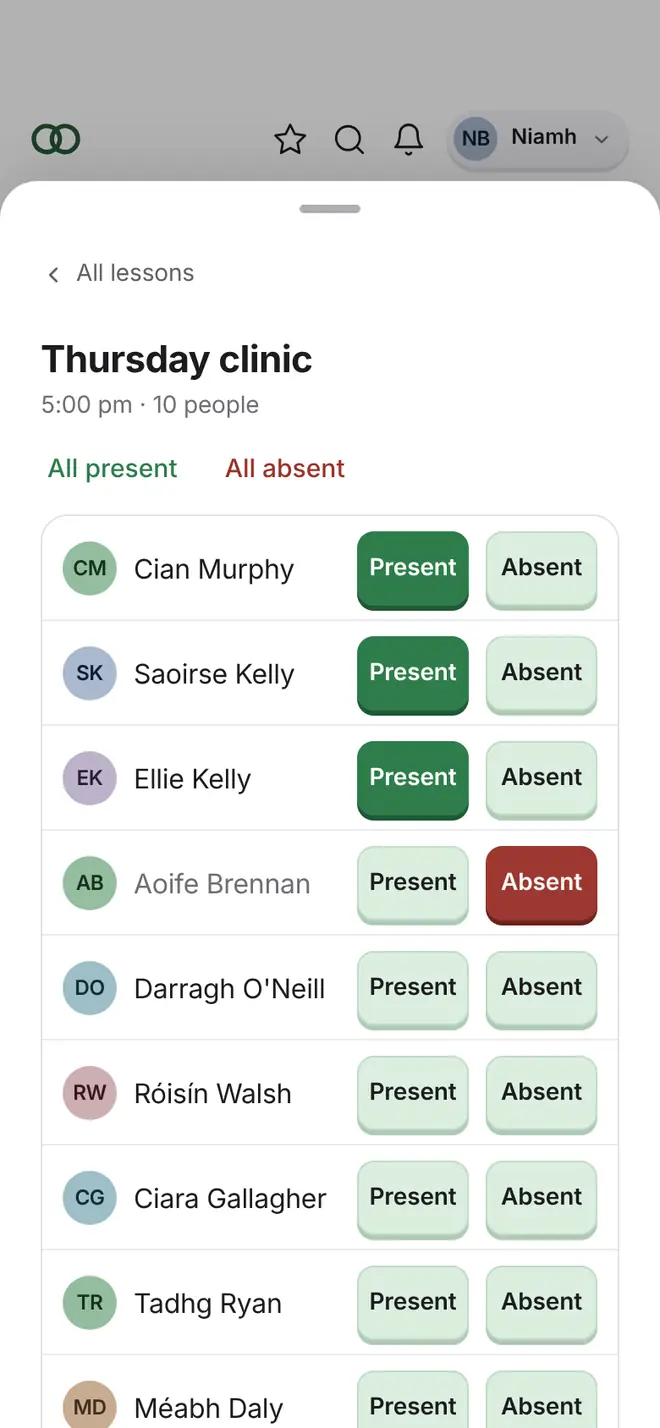 NB Niamh
All lessons
Thursday clinic
5:00 pm · 10 people
All present All absent
CM Cian Murphy Present Absent
SK Saoirse Kelly Present Absent
EK Ellie Kelly Present Absent
AB Aoife Brennan Present Absent
DO Darragh O'Neill Present Absent
RW Róisín Walsh Present Absent
CG Ciara Gallagher Present Absent
TR Tadhg Ryan Present Absent
MD Méabh Daly Present Absent